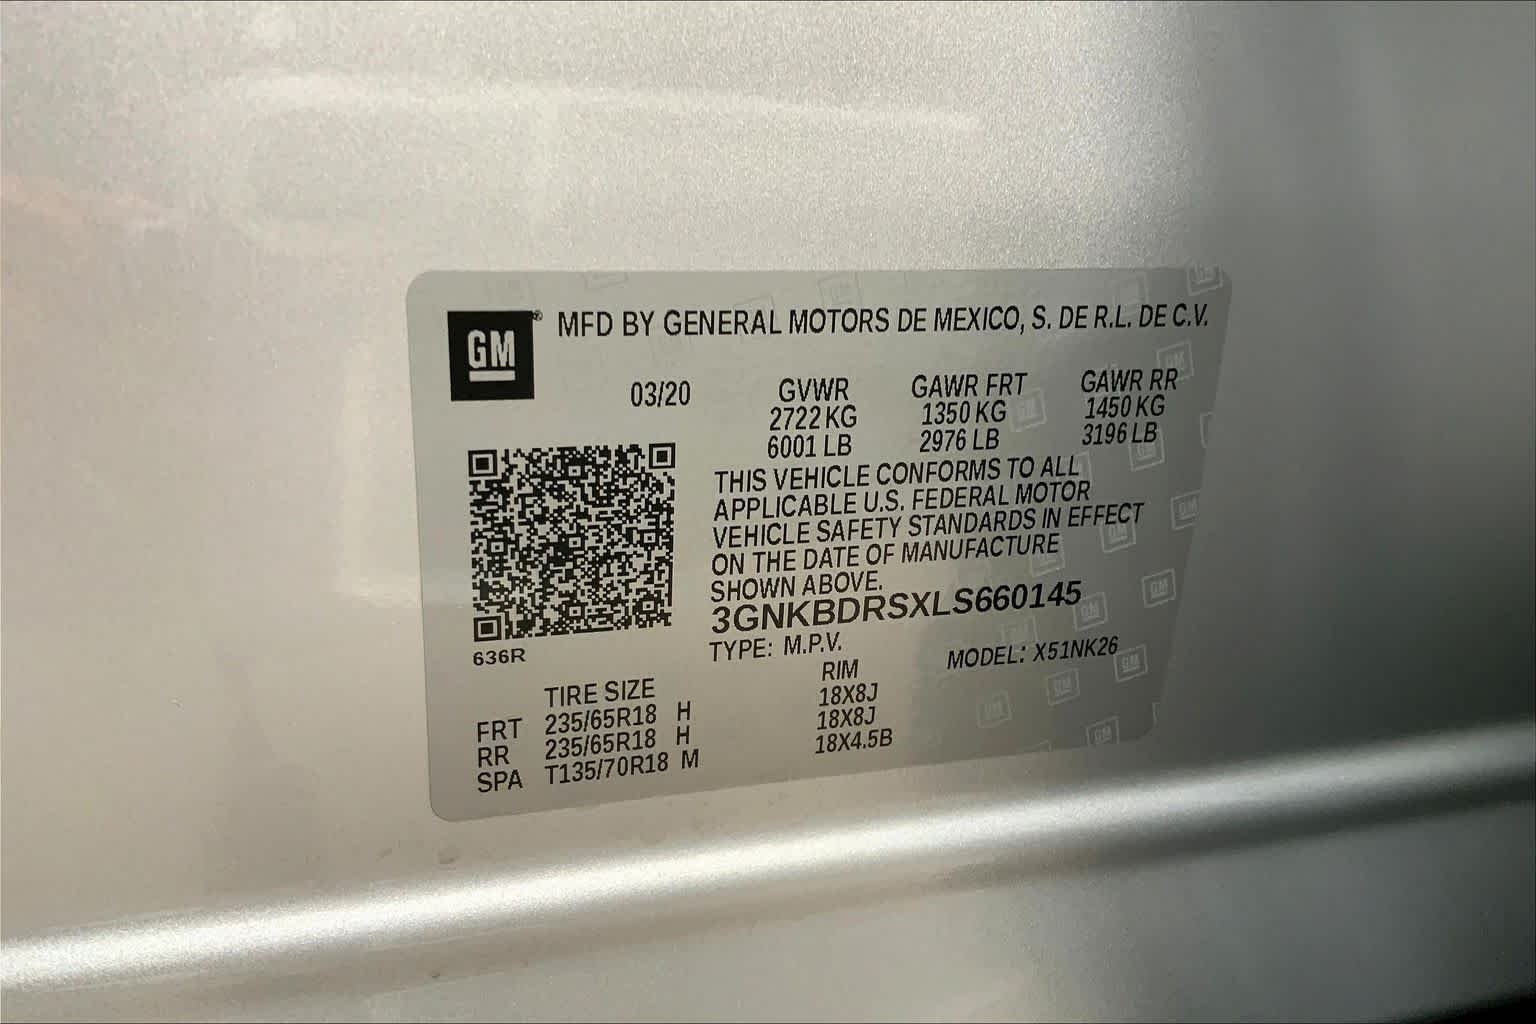 GM® MFD BY GENERAL MOTORS DE MEXICO, S. DE R.L. DE C.V.
03/20 GVWR GAWR FRT GAWR RR
2722 KG 1350 KG 1450 KG
6001 LB 2976 LB 3196 LB
THIS VEHICLE CONFORMS TO ALL
APPLICABLE U.S. FEDERAL MOTOR
VEHICLE SAFETY STANDARDS IN EFFECT
ON THE DATE OF MANUFACTURE
SHOWN ABOVE.
3GNKBDRSXLS660145
636R
TYPE: M.P.V. MODEL: X51NK26
TIRE SIZE RIM
FRT 235/65R18 H 18X8J
RR 235/65R18 H 18X8J
SPA T135/70R18 M 18X4.5B